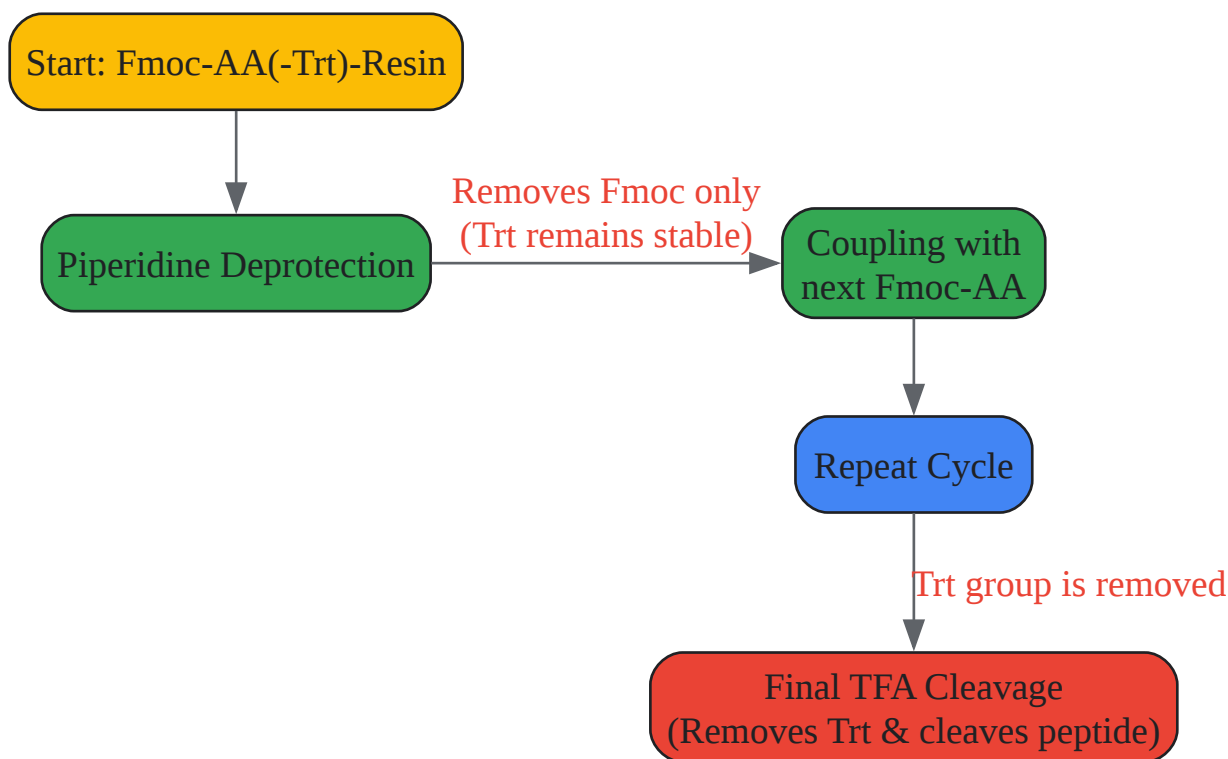 Start: Fmoc-AA(-Trt)-Resin
Removes Fmoc only
(Trt remains stable)
Piperidine Deprotection
Coupling with
next Fmoc-AA
Repeat Cycle
Trt group is removed
Final TFA Cleavage
(Removes Trt & cleaves peptide)